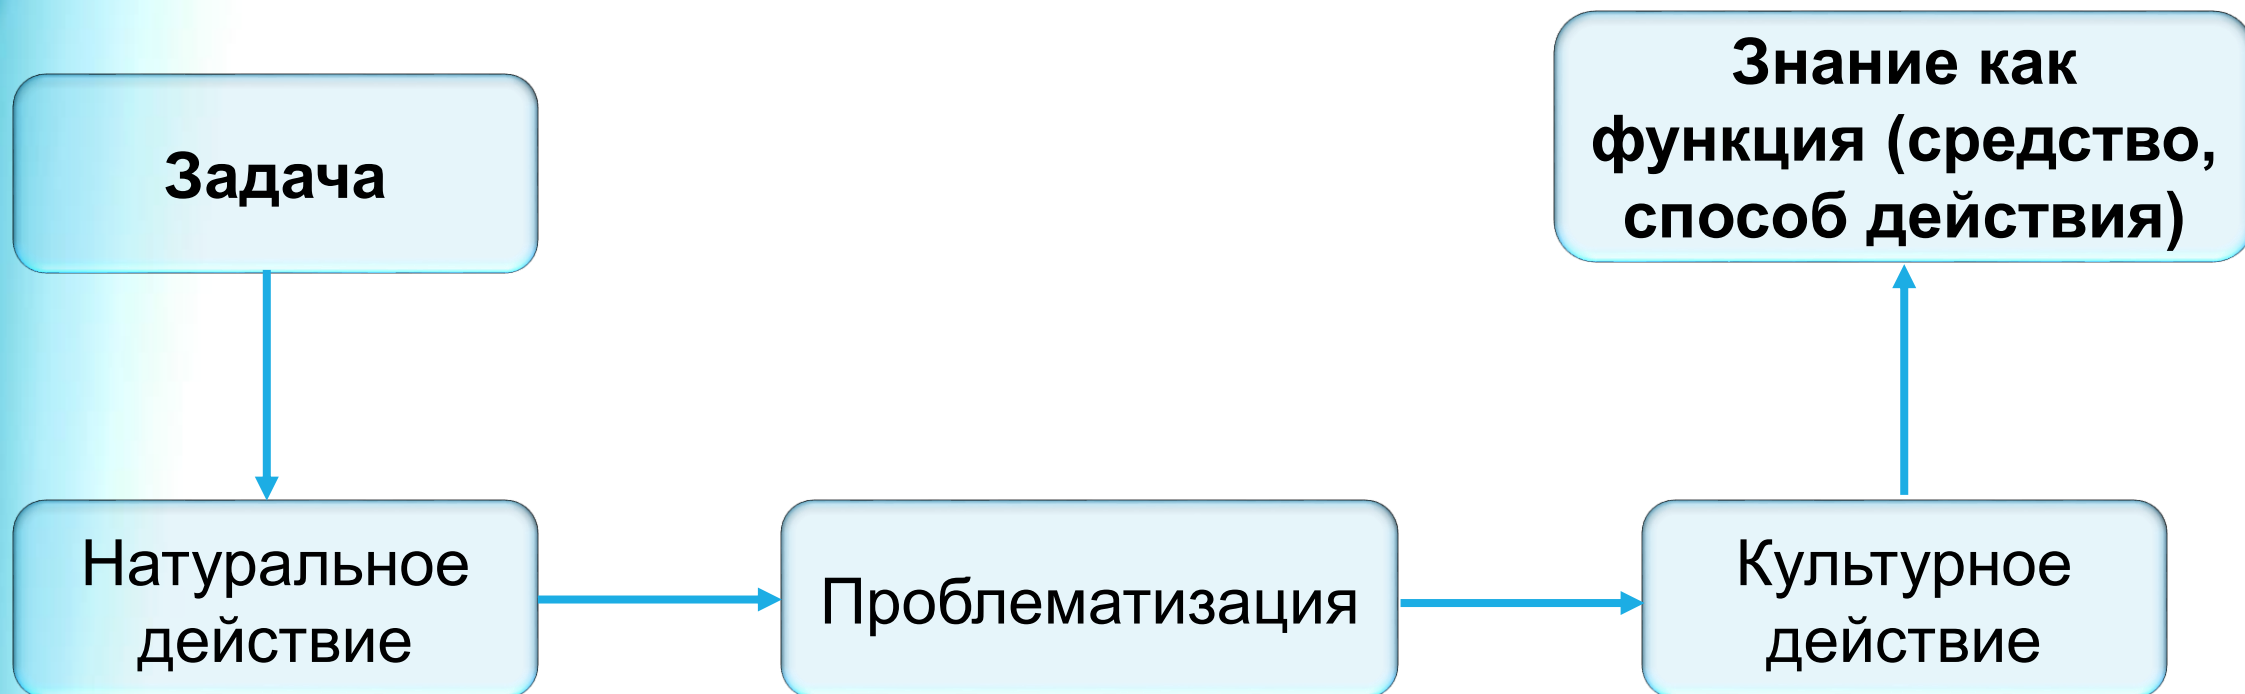 Задача
Знание как
функция (средство,
способ действия)
Натуральное
действие
Проблематизация
Культурное
действие